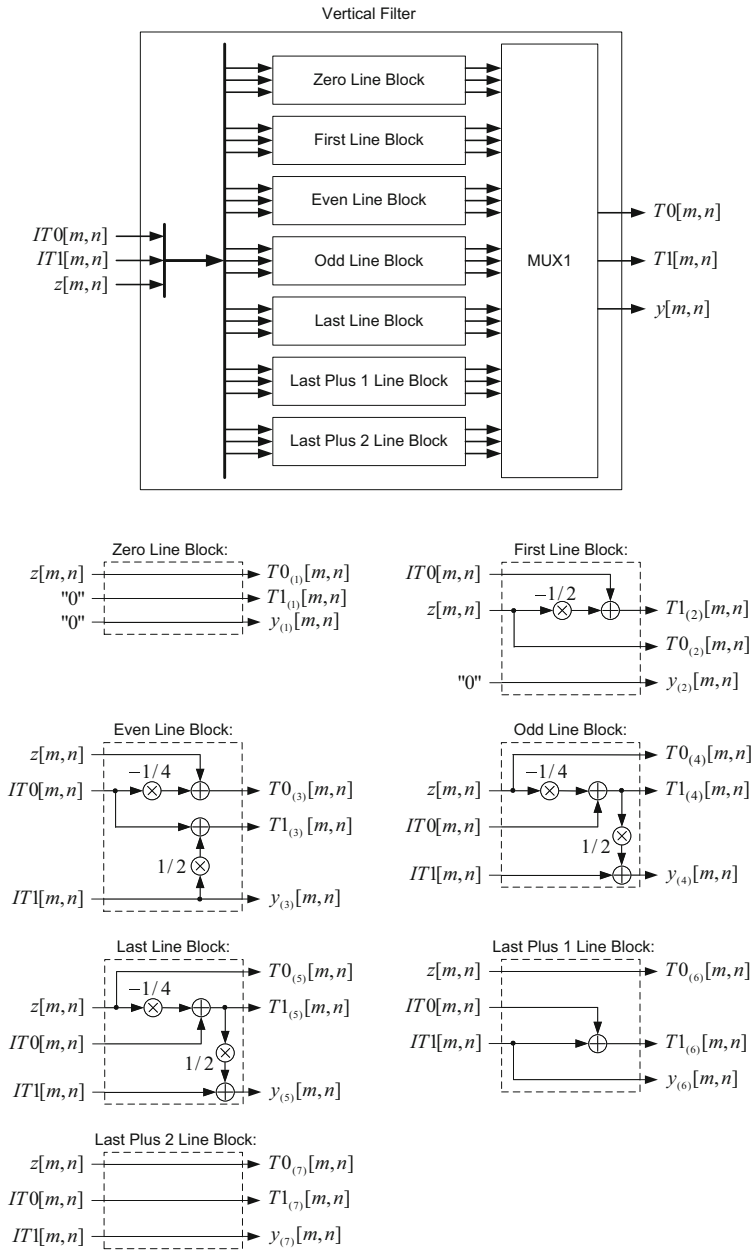 Vertical Filter
Zero Line Block
First Line Block
Even Line Block
Odd Line Block
Last Line Block
Last Plus 1 Line Block
Last Plus 2 Line Block
MUX1
IT0[m,n]
IT1[m,n]
z[m,n]
T0[m,n]
T1[m,n]
y[m,n]
Zero Line Block:
z[m,n] T0(1)[m,n]
"0" T1(1)[m,n]
"0" y(1)[m,n]
First Line Block:
IT0[m,n]
−1/2
z[m,n] T1(2)[m,n]
T0(2)[m,n]
"0" y(2)[m,n]
Even Line Block:
z[m,n]
−1/4
IT0[m,n] T0(3)[m,n]
T1(3)[m,n]
1/2
IT1[m,n] y(3)[m,n]
Odd Line Block:
T0(4)[m,n]
−1/4
z[m,n] T1(4)[m,n]
IT0[m,n]
1/2
IT1[m,n] y(4)[m,n]
Last Line Block:
T0(5)[m,n]
−1/4
z[m,n] T1(5)[m,n]
IT0[m,n]
1/2
IT1[m,n] y(5)[m,n]
Last Plus 1 Line Block:
z[m,n] T0(6)[m,n]
IT0[m,n]
IT1[m,n] T1(6)[m,n]
y(6)[m,n]
Last Plus 2 Line Block:
z[m,n] T0(7)[m,n]
IT0[m,n] T1(7)[m,n]
IT1[m,n] y(7)[m,n]